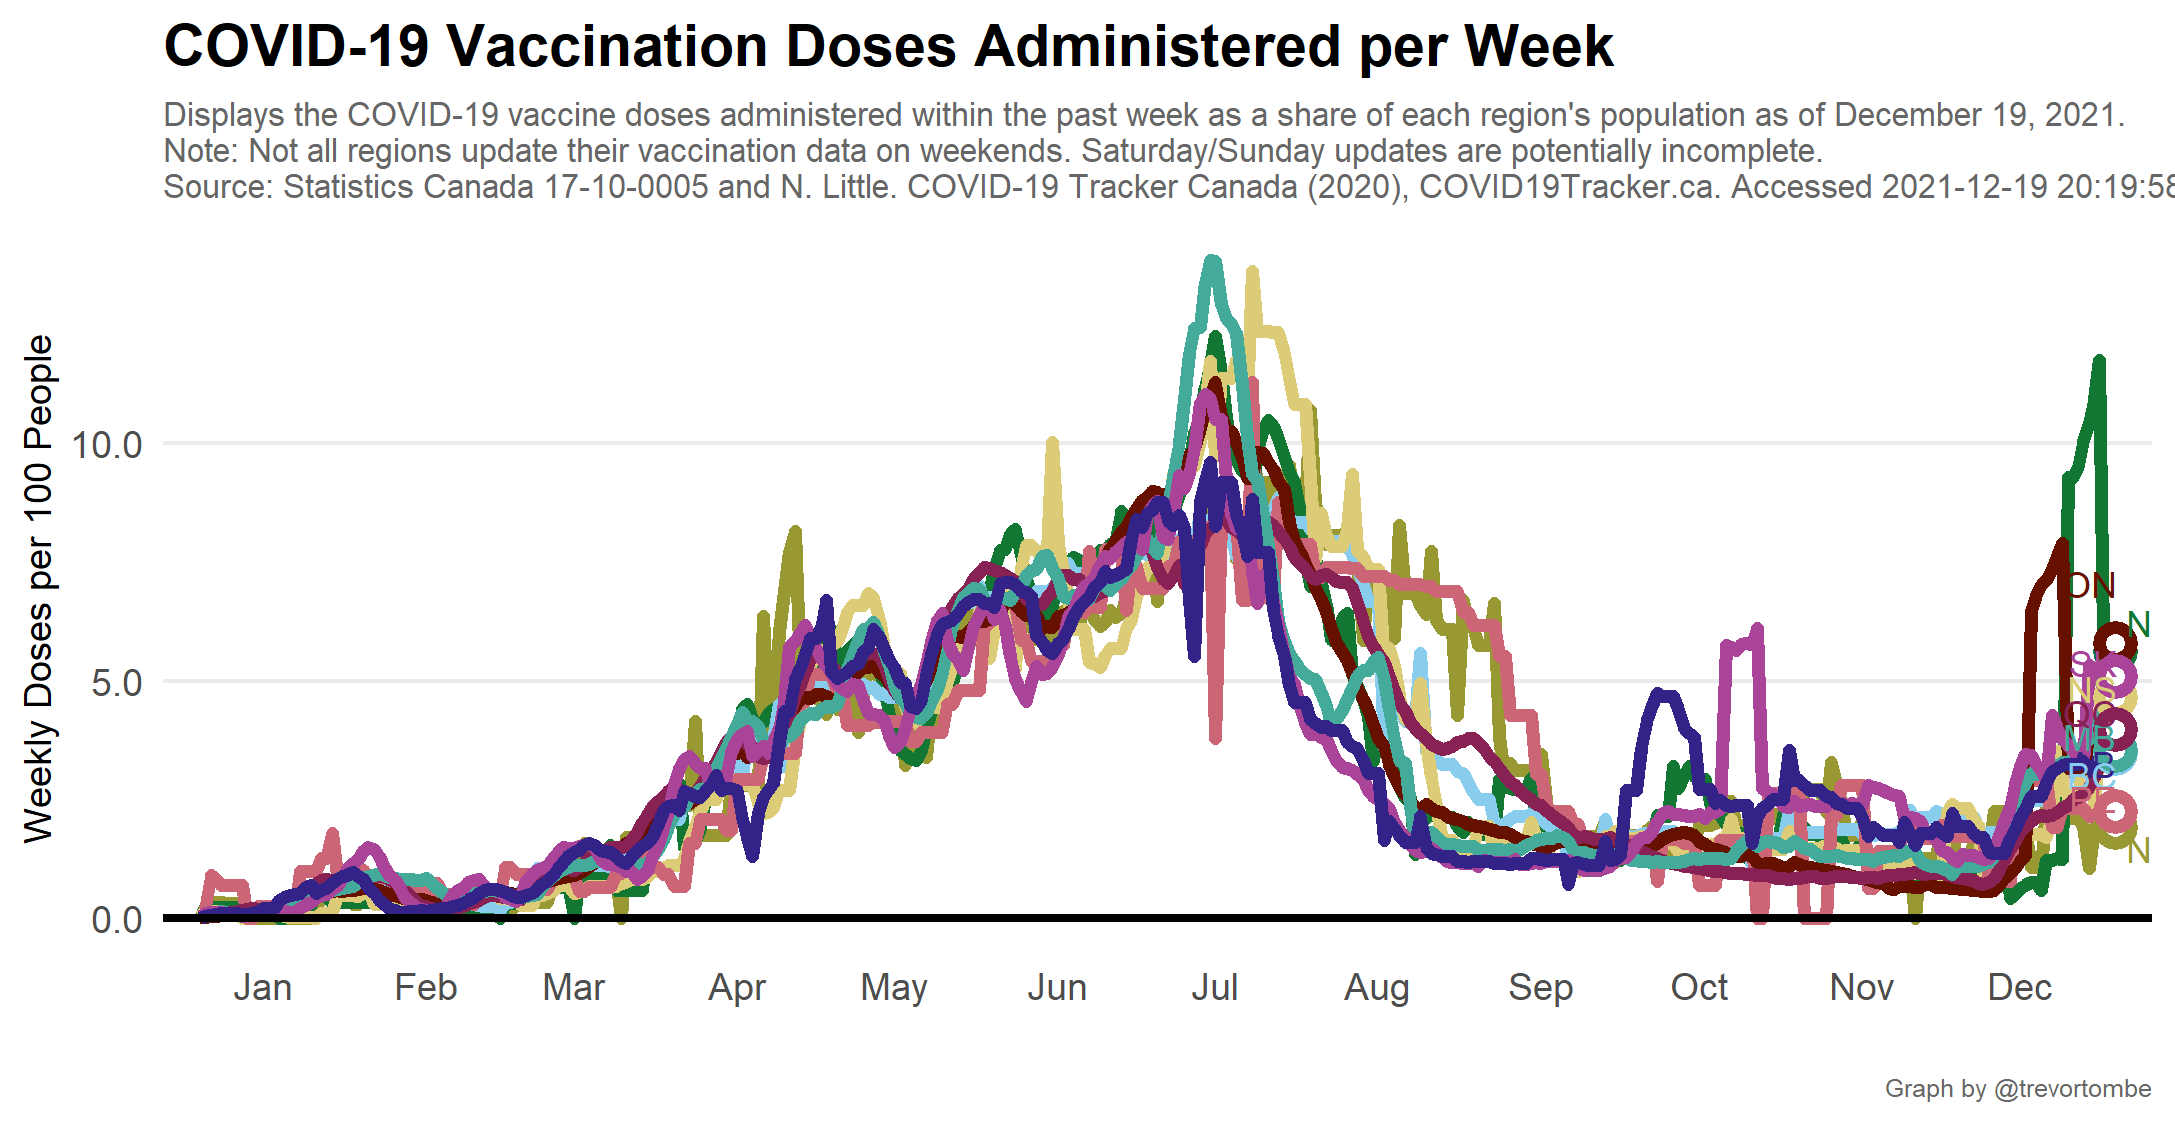 COVID-19 Vaccination Doses Administered per Week
Displays the COVID-19 vaccine doses administered within the past week as a share of each region's population as of December 19, 2021.
Note: Not all regions update their vaccination data on weekends. Saturday/Sunday updates are potentially incomplete.
Source: Statistics Canada 17-10-0005 and N. Little. COVID-19 Tracker Canada (2020), COVID19Tracker.ca. Accessed 2021-12-19 20:19:58
Weekly Doses per 100 People
10.0
5.0
0.0
ON
N
SK
NS
QC
MB
BC
N
Jan Feb Mar Apr May Jun Jul Aug Sep Oct Nov Dec
Graph by @trevortombe